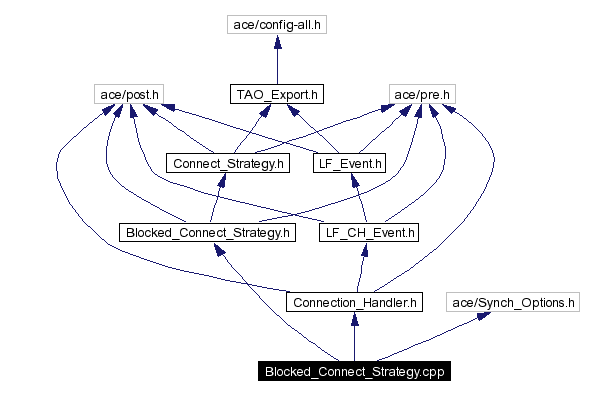 ace/config-all.h
ace/post.h
TAO_Export.h
ace/pre.h
Connect_Strategy.h
LF_Event.h
Blocked_Connect_Strategy.h
LF_CH_Event.h
Connection_Handler.h
ace/Synch_Options.h
Blocked_Connect_Strategy.cpp